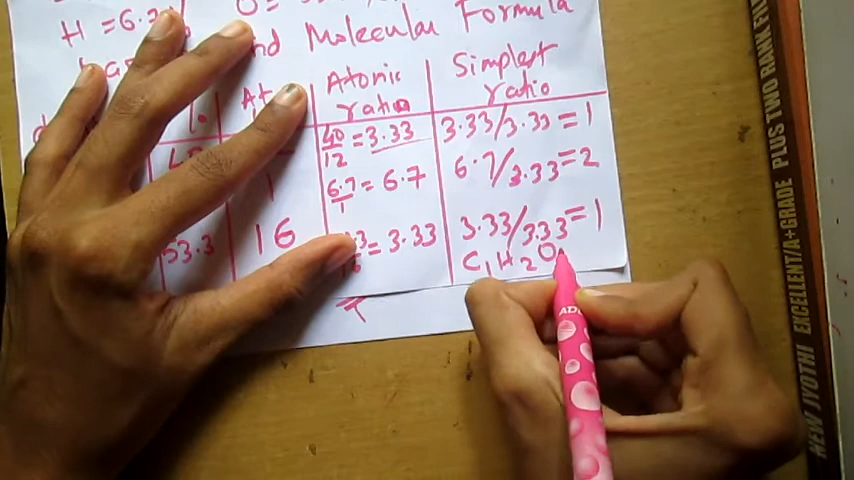 H = 6.
O =
nd Molecular Formula
%
Atomic ratio
Simplest ratio
40/12 = 3.33
3.33/3.33 = 1
1
6.7/1 = 6.7
6.7/3.33 = 2
53.3
16
= 3.33
3.33/3.33 = 1
C1H2O
NEW JYOTHI EXCELLENT/A+GRADE PLUS TWO RANK FILE